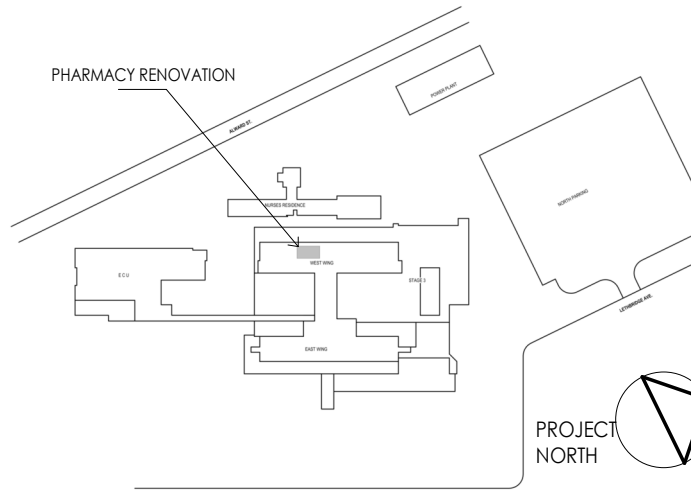 PHARMACY RENOVATION
POWER PLANT
ALWARD ST.
NORTH PARKING
NURSES RESIDENCE
WEST WING
E C U
STAGE 3
LETHBRIDGE AVE.
EAST WING
PROJECT
NORTH